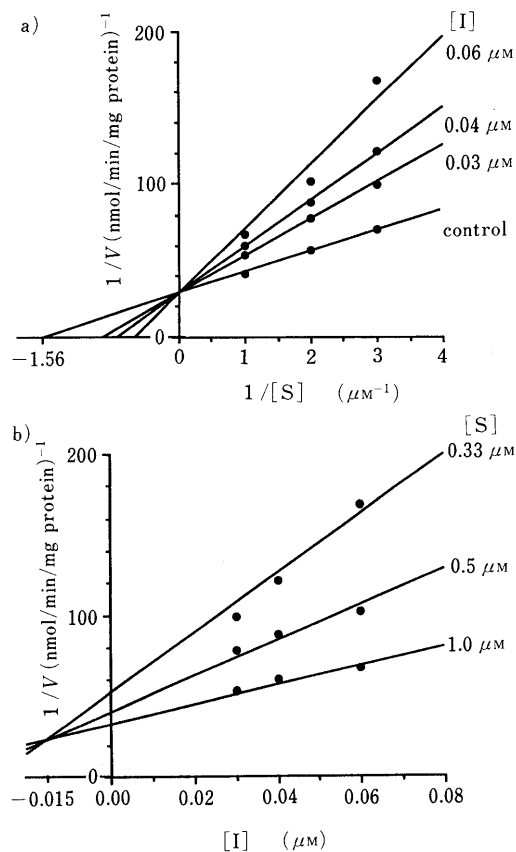 a)
[I]
200
0.06 μM
0.04 μM
0.03 μM
100
control
1/V (nmol/min/mg protein)⁻¹
0
−1.56
0
1
2
3
4
1/[S] (μM⁻¹)
b)
[S]
200
0.33 μM
0.5 μM
100
1.0 μM
1/V (nmol/min/mg protein)⁻¹
0
−0.015
0.00
0.02
0.04
0.06
0.08
[I] (μM)